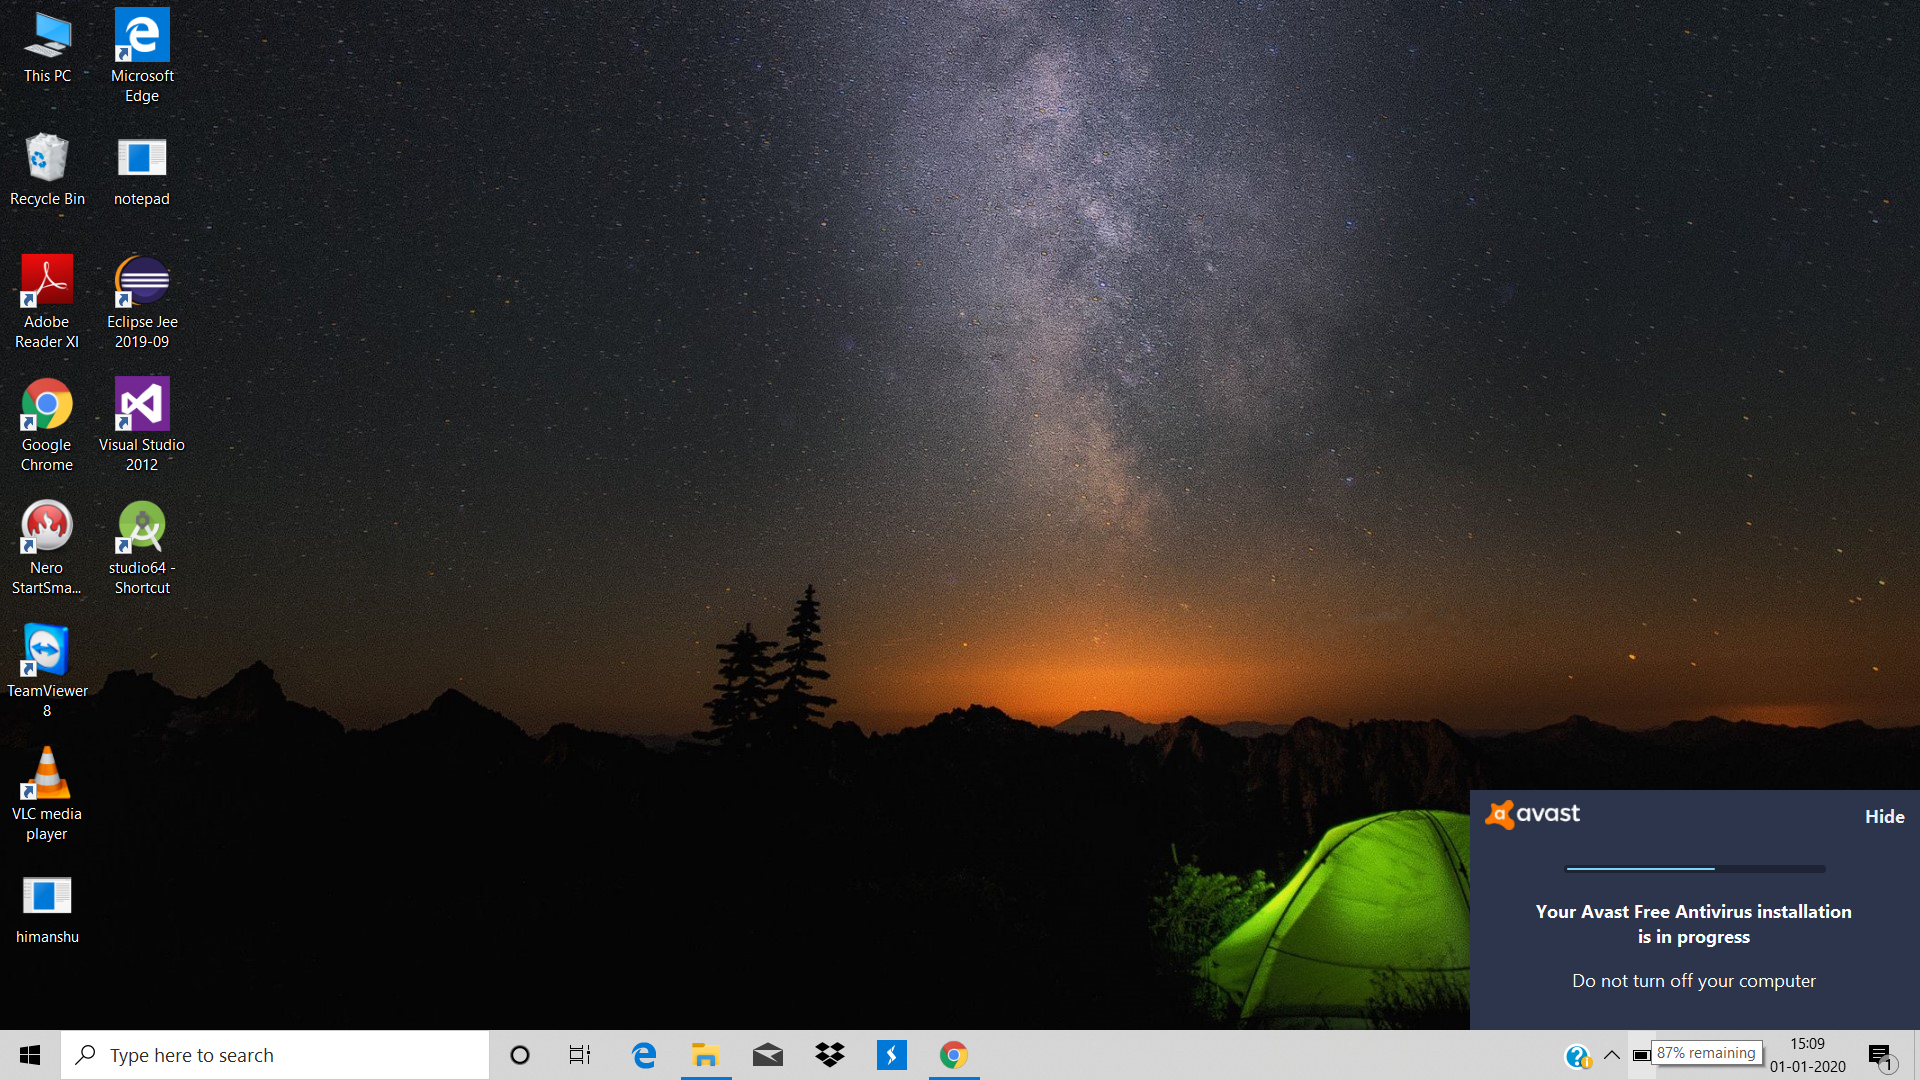 This PC
Microsoft
Edge
Recycle Bin
notepad
Adobe
Reader XI
Eclipse Jee
2019-09
Google
Chrome
Visual Studio
2012
Nero
StartSma...
studio64 -
Shortcut
TeamViewer
8
VLC media
player
himanshu
avast
Hide
Your Avast Free Antivirus installation
is in progress
Do not turn off your computer
Type here to search
87% remaining
15:09
01-01-2020
1